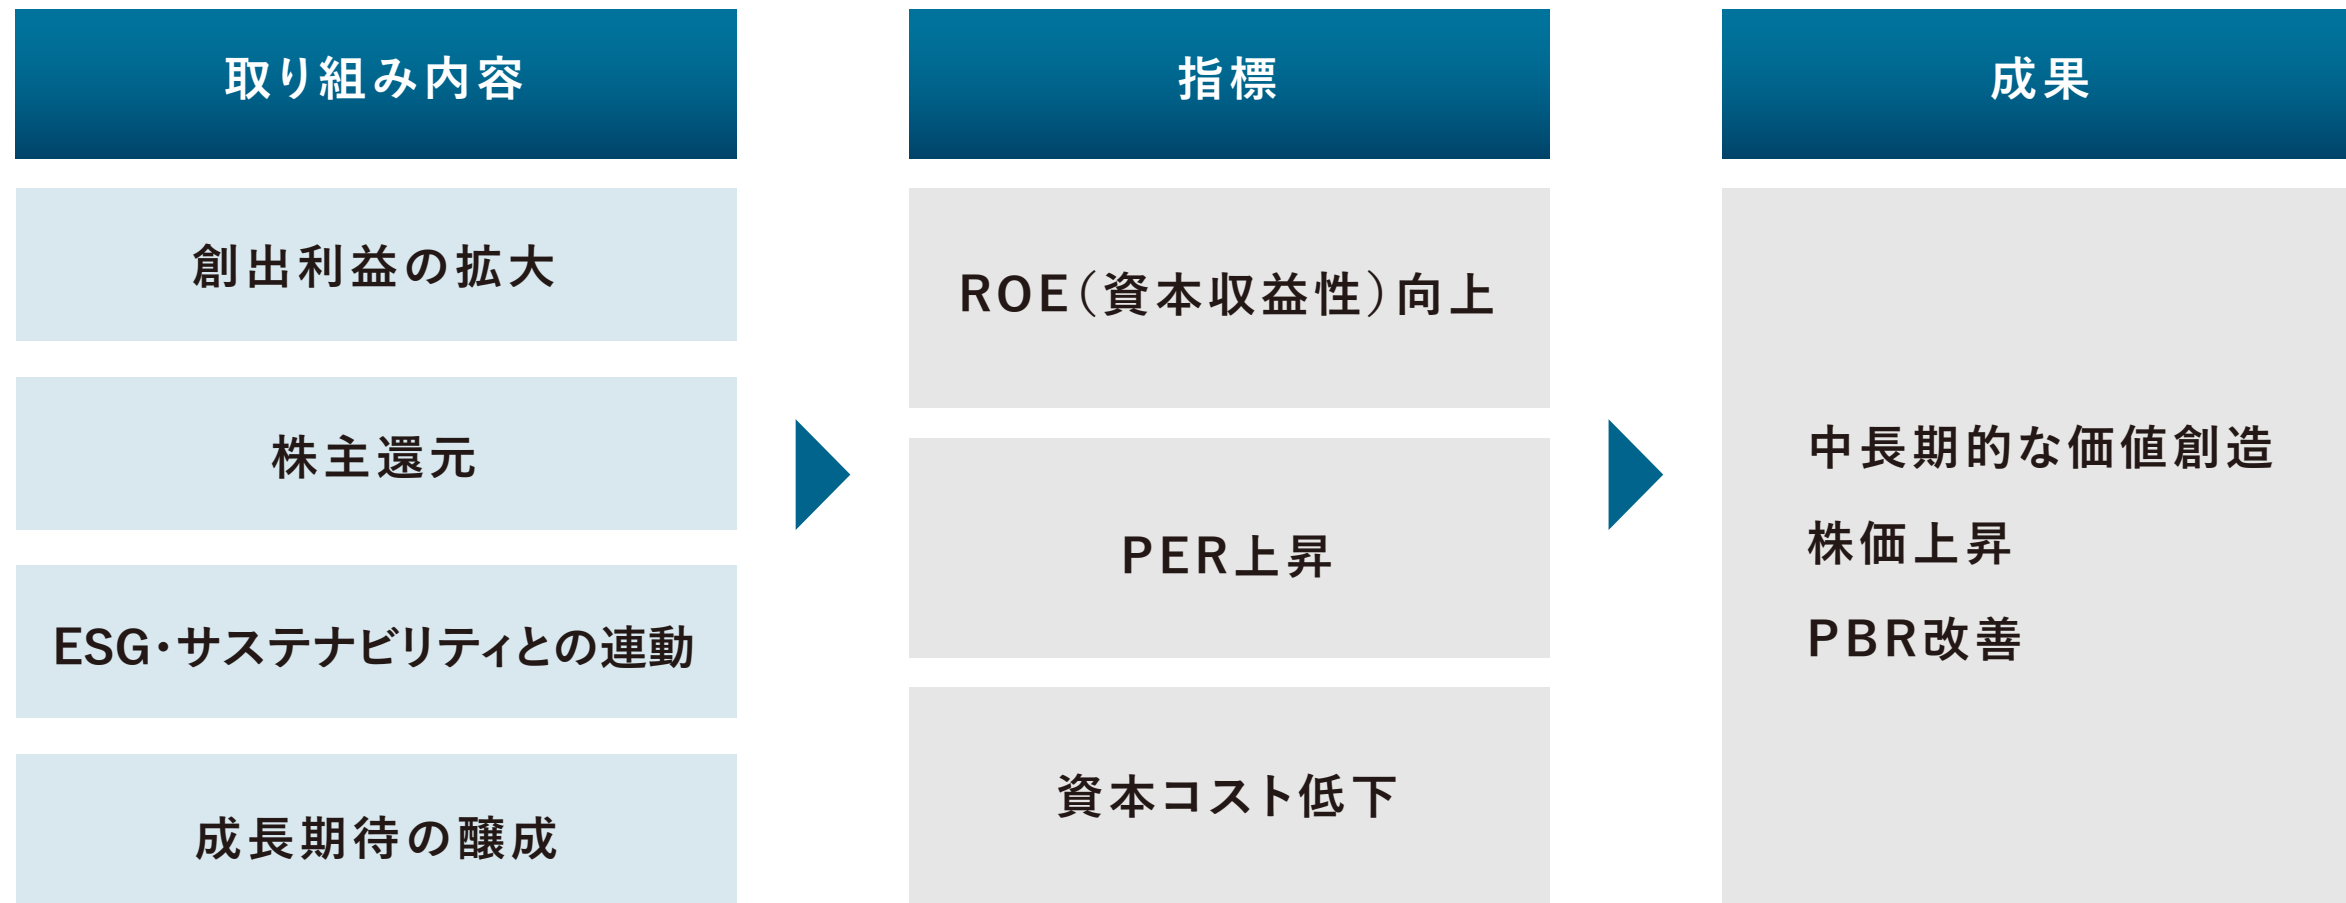 取り組み内容
創出利益の拡大
株主還元
ESG・サステナビリティとの連動
成長期待の醸成
指標
ROE（資本収益性）向上
PER上昇
資本コスト低下
成果
中長期的な価値創造
株価上昇
PBR改善